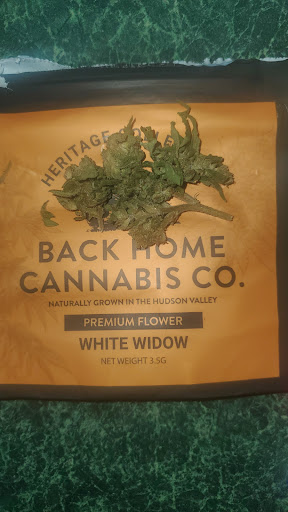 HERITAGE
BACK HOME
CANNABIS CO.
NATURALLY GROWN IN THE HUDSON VALLEY
PREMIUM FLOWER
WHITE WIDOW
NET WEIGHT 3.5G